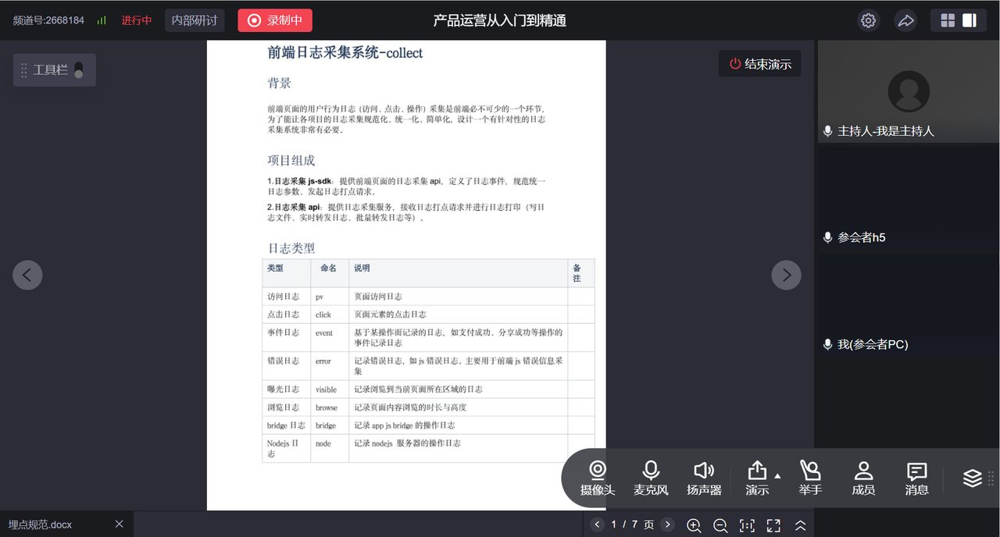 频道号:2668184 进行中 内部研讨 录制中 产品运营从入门到精通
工具栏
结束演示
前端日志采集系统-collect
背景
前端页面的用户行为日志（访问、点击、操作）采集是前端必不可少的一个环节，
为了能让各项目的日志采集规范化、统一化、简单化，设计一个有针对性的日志
采集系统非常有必要。
项目组成
1.日志采集 js-sdk：提供前端页面的日志采集 api，定义了日志事件，规范统一
日志参数、发起日志打点请求。
2.日志采集 api：提供日志采集服务，接收日志打点请求并进行日志打印（写日
志文件、实时转发日志、批量转发日志等）。
日志类型
类型 命名 说明 备
注
访问日志 pv 页面访问日志
点击日志 click 页面元素的点击日志
事件日志 event 基于某操作而记录的日志，如支付成功、分享成功等操作的
事件记录日志
错误日志 error 记录错误日志，如 js 错误日志。主要用于前端 js 错误信息采
集
曝光日志 visible 记录浏览到当前页面所在区域的日志
浏览日志 browse 记录页面内容浏览的时长与高度
bridge 日志 bridge 记录 app js bridge 的操作日志
Nodejs 日 node 记录 nodejs 服务器的操作日志
志
主持人-我是主持人
参会者h5
我(参会者PC)
摄像头 麦克风 扬声器 演示 举手 成员 消息
埋点规范.docx
1 / 7 页